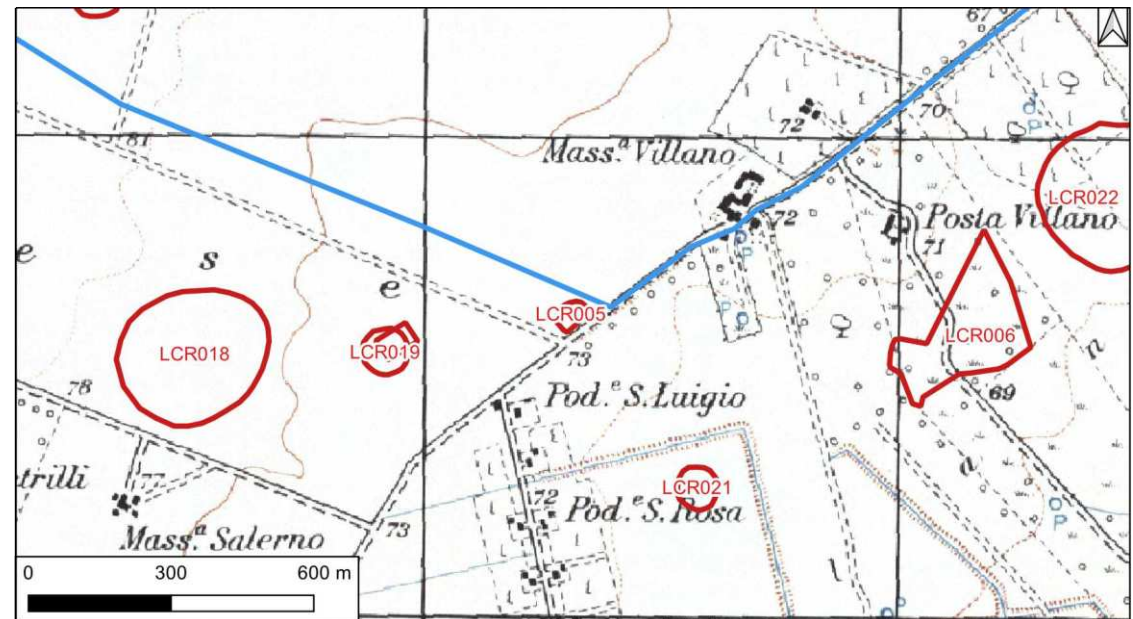 67
70
72
81
Mass.ª Villano
LCR022
72
Posta Villano
71
e
s
e
LCR005
LCR018
LCR019
73
LCR006
n
78
Pod.e S. Luigio
69
a
trilli
77
LCR021
72
Pod.e S. Rosa
73
Mass.ª Salerno
l
0 300 600 m